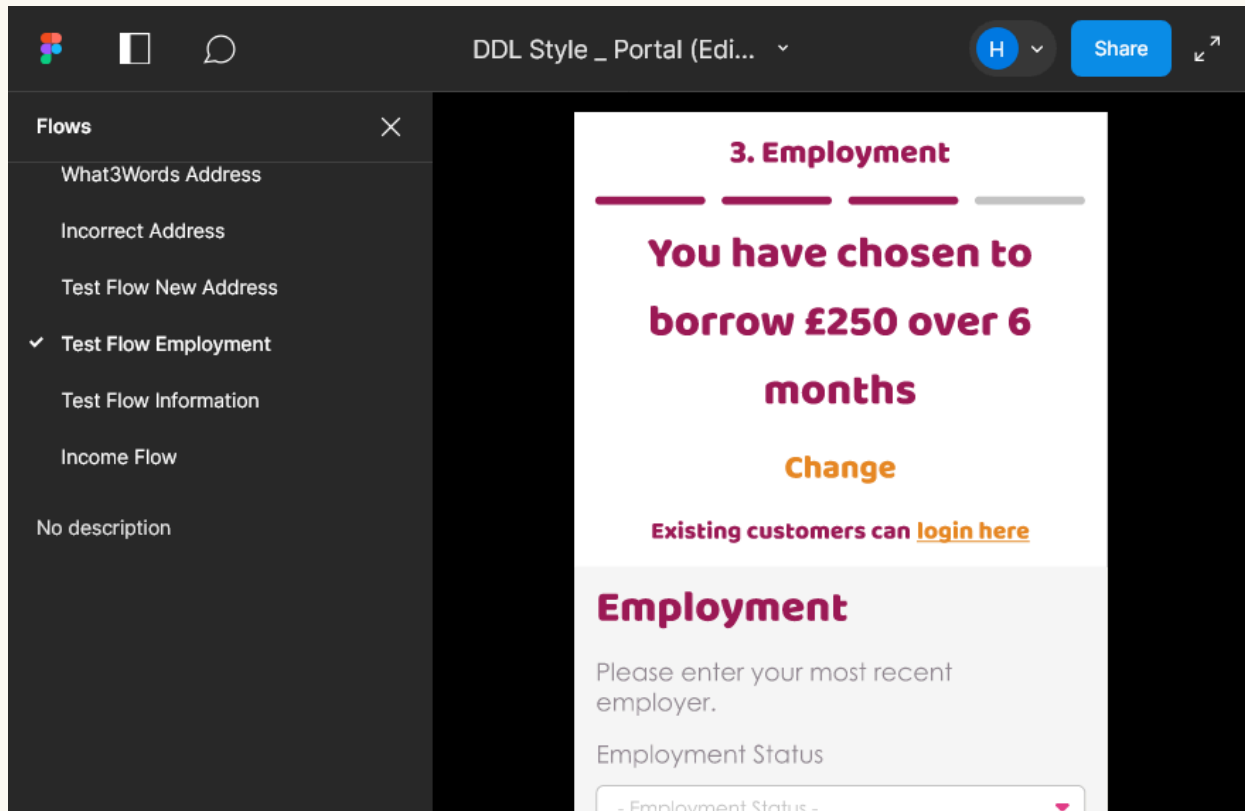 DDL Style _ Portal (Edi...
H
Share
Flows
What3Words Address
Incorrect Address
Test Flow New Address
Test Flow Employment
Test Flow Information
Income Flow
No description
3. Employment
You have chosen to
borrow £250 over 6
months
Change
Existing customers can login here
Employment
Please enter your most recent
employer.
Employment Status
- Employment Status -